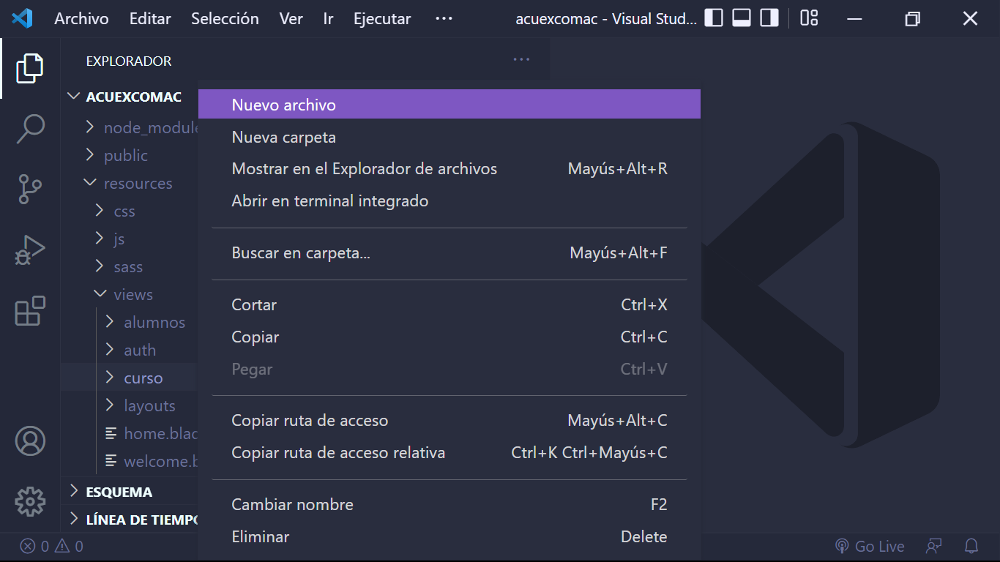 Archivo Editar Selección Ver Ir Ejecutar ··· acuexcomac - Visual Stud...
EXPLORADOR ···
ACUEXCOMAC
node_module
public
resources
css
js
sass
views
alumnos
auth
curso
layouts
home.blad
welcome.b
ESQUEMA
LÍNEA DE TIEMPO
Nuevo archivo
Nueva carpeta
Mostrar en el Explorador de archivos Mayús+Alt+R
Abrir en terminal integrado
Buscar en carpeta... Mayús+Alt+F
Cortar Ctrl+X
Copiar Ctrl+C
Pegar Ctrl+V
Copiar ruta de acceso Mayús+Alt+C
Copiar ruta de acceso relativa Ctrl+K Ctrl+Mayús+C
Cambiar nombre F2
Eliminar Delete
0 0 Go Live